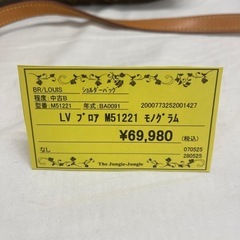 BR/LOUIS ショルダーバッグ
程度:中古B
型番:M51221 年式:BA0091 2000773252001427
LV ブロア M51221 モノグラム
¥69,980 (税込)
なし 070525
280525
The Jungle-Jungle